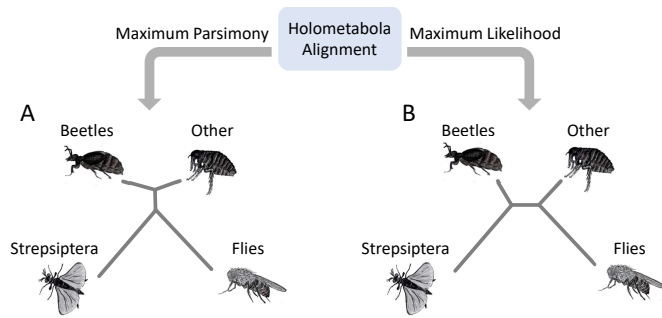 Maximum Parsimony
Holometabola
Alignment
Maximum Likelihood
A
Beetles
Other
Strepsiptera
Flies
B
Beetles
Other
Strepsiptera
Flies